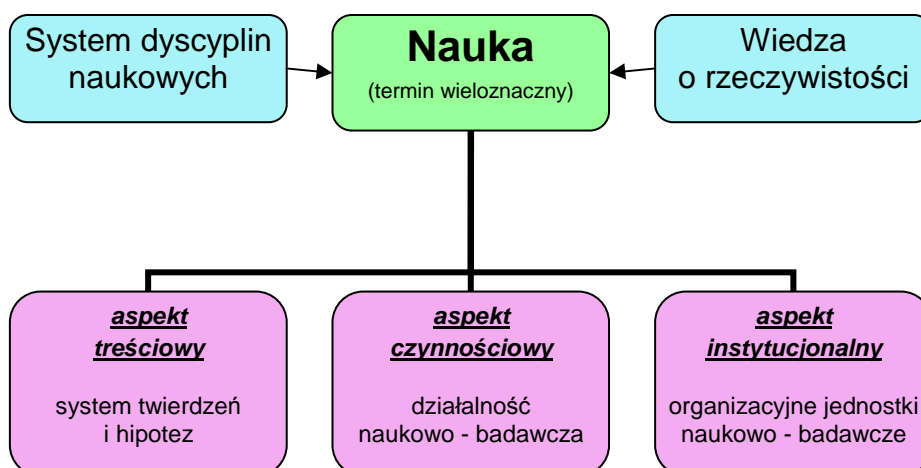 System dyscyplin
naukowych
Nauka
(termin wieloznaczny)
Wiedza
o rzeczywistości
aspekt
treściowy
system twierdzeń
i hipotez
aspekt
czynnościowy
działalność
naukowo - badawcza
aspekt
instytucjonalny
organizacyjne jednostki
naukowo - badawcze